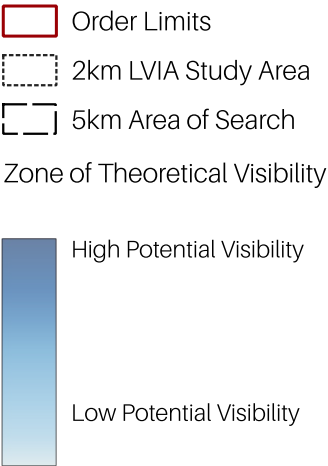 Order Limits
2km LVIA Study Area
5km Area of Search
Zone of Theoretical Visibility
High Potential Visibility
Low Potential Visibility